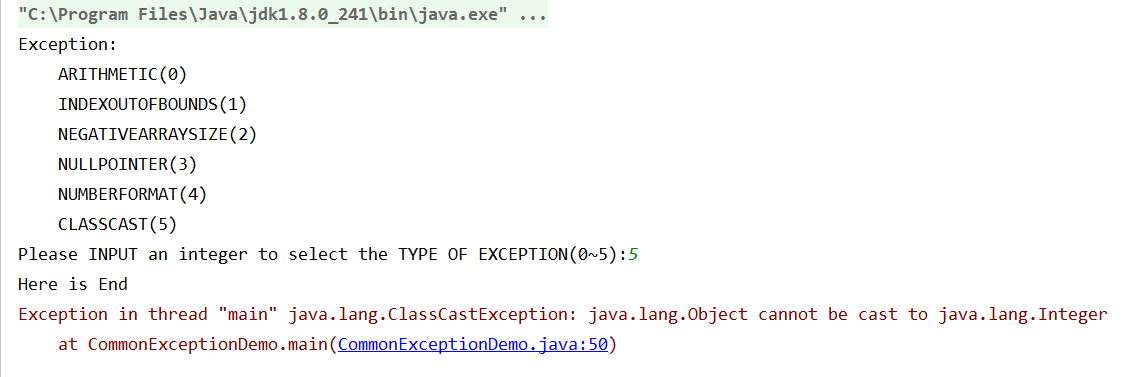 "C:\Program Files\Java\jdk1.8.0_241\bin\java.exe" ...
Exception:
    ARITHMETIC(0)
    INDEXOUTOFBOUNDS(1)
    NEGATIVEARRAYSIZE(2)
    NULLPOINTER(3)
    NUMBERFORMAT(4)
    CLASSCAST(5)
Please INPUT an integer to select the TYPE OF EXCEPTION(0~5):5
Here is End
Exception in thread "main" java.lang.ClassCastException: java.lang.Object cannot be cast to java.lang.Integer
    at CommonExceptionDemo.main(CommonExceptionDemo.java:50)